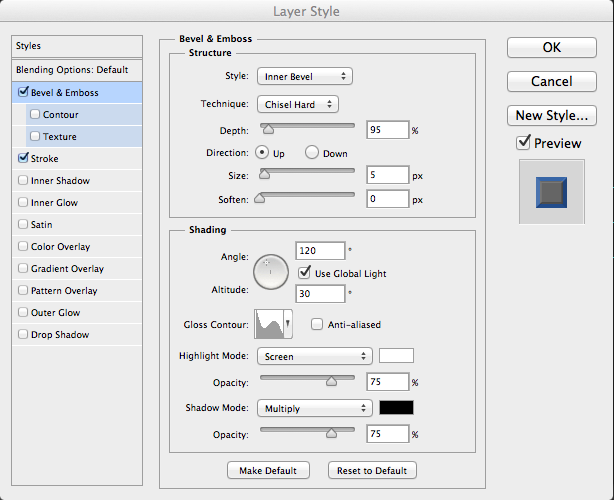 Layer Style
Styles
Blending Options: Default
Bevel & Emboss
Contour
Texture
Stroke
Inner Shadow
Inner Glow
Satin
Color Overlay
Gradient Overlay
Pattern Overlay
Outer Glow
Drop Shadow
Bevel & Emboss
Structure
Style: Inner Bevel
Technique: Chisel Hard
Depth: 95 %
Direction: Up Down
Size: 5 px
Soften: 0 px
Shading
Angle: 120 °
Use Global Light
Altitude: 30 °
Gloss Contour: Anti-aliased
Highlight Mode: Screen
Opacity: 75 %
Shadow Mode: Multiply
Opacity: 75 %
Make Default Reset to Default
OK
Cancel
New Style...
Preview